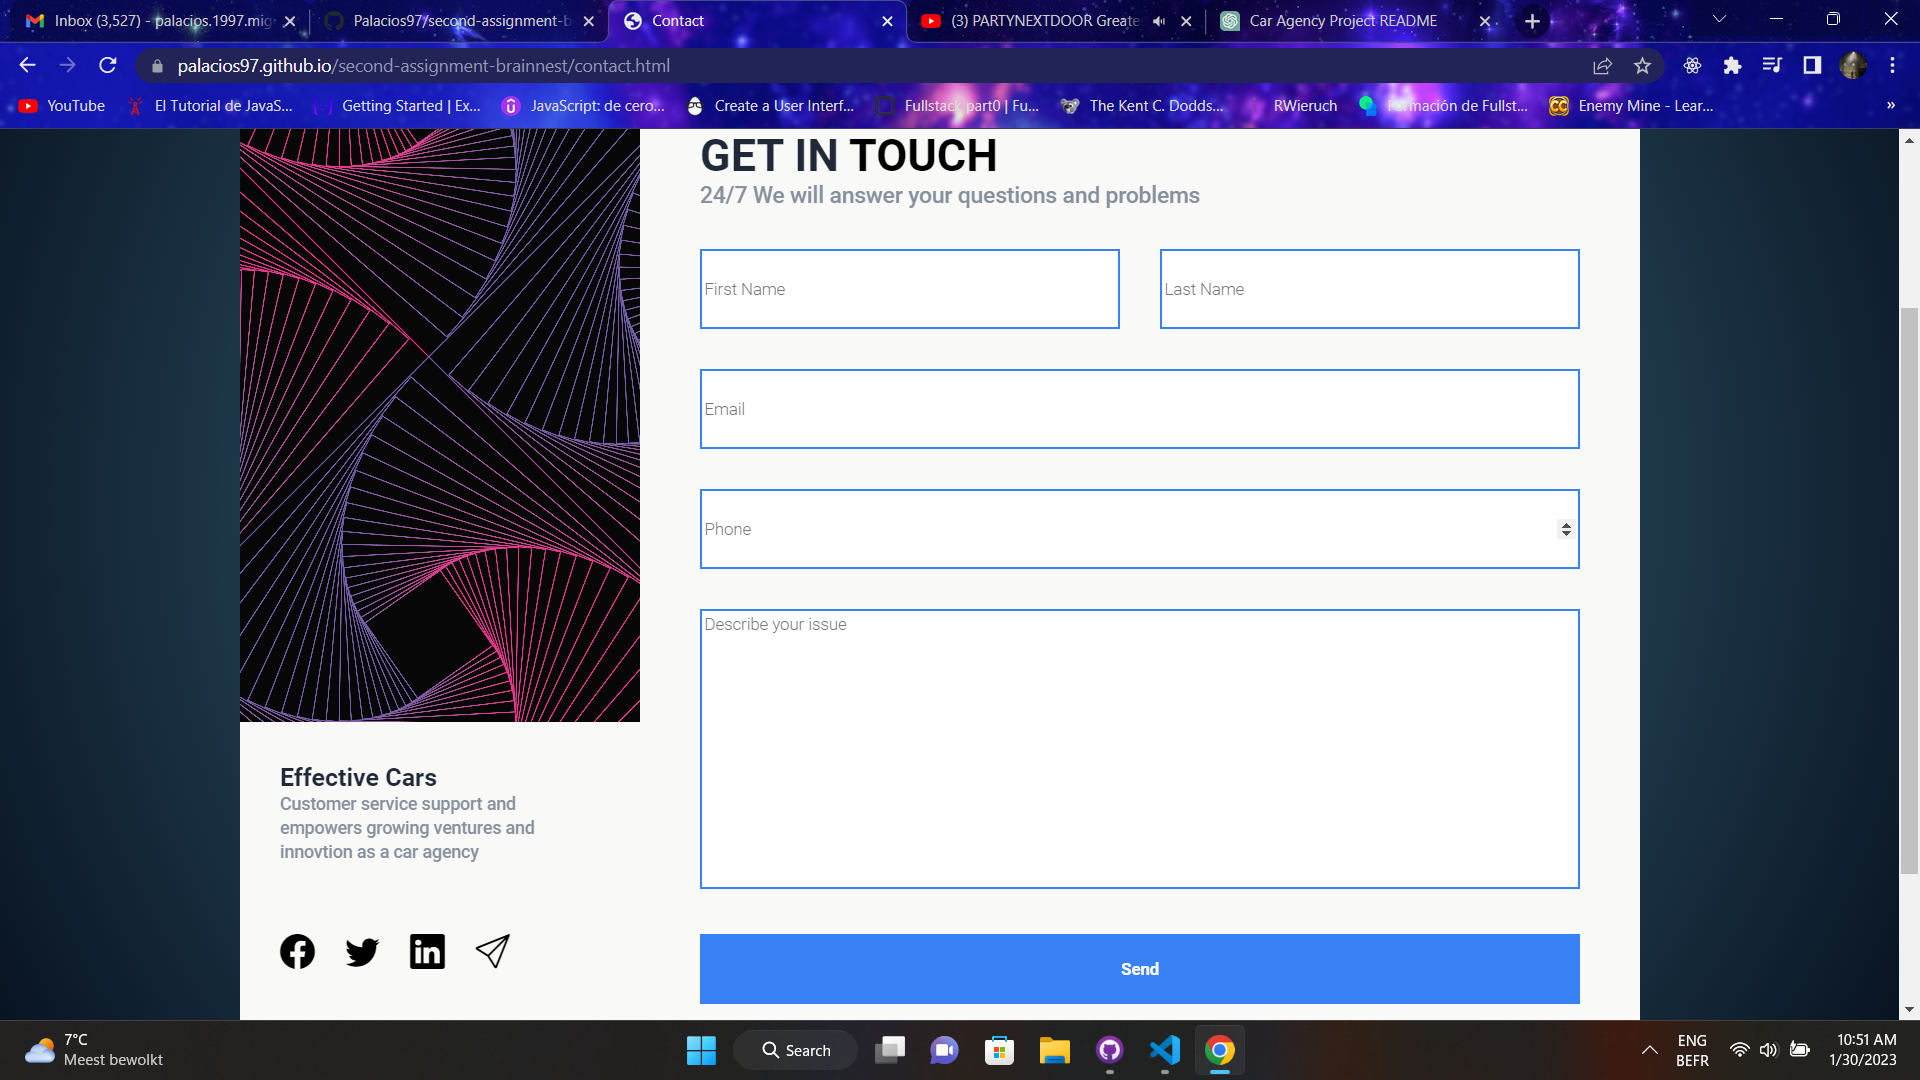 Inbox (3,527) - palacios.1997.mig
Palacios97/second-assignment-b
Contact
(3) PARTYNEXTDOOR Greate
Car Agency Project README
palacios97.github.io/second-assignment-brainnest/contact.html
YouTube
El Tutorial de JavaS...
Getting Started | Ex...
JavaScript: de cero...
Create a User Interf...
Fullstack part0 | Fu...
The Kent C. Dodds...
RWieruch
Formación de Fullst...
Enemy Mine - Lear...
»
GET IN TOUCH
24/7 We will answer your questions and problems
First Name
Last Name
Email
Phone
Describe your issue
Send
Effective Cars
Customer service support and
empowers growing ventures and
innovtion as a car agency
7°C
Meest bewolkt
Search
ENG
BEFR
10:51 AM
1/30/2023